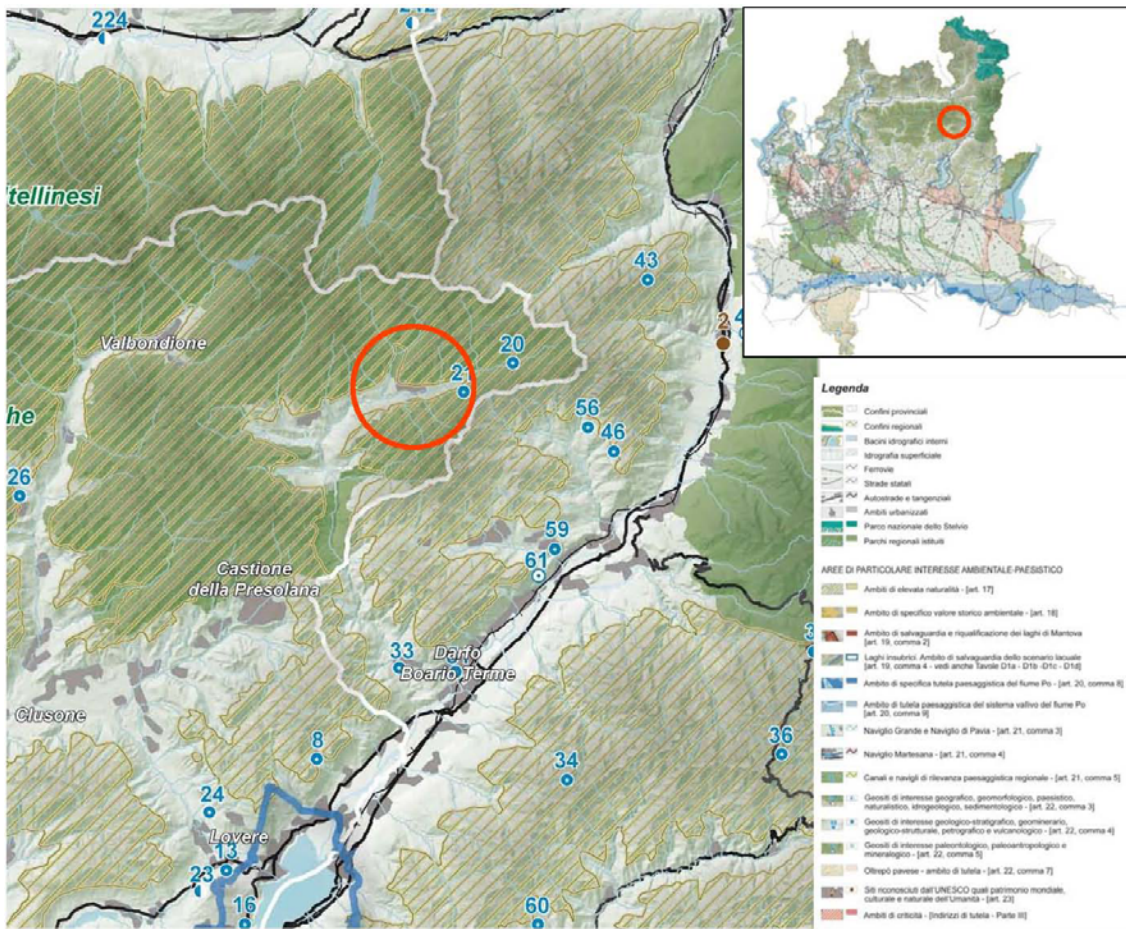 224
212
tellinesi
43
2
4
Valbondione
20
21
he
56
46
26
59
61
Castione
della Presolana
33
Darfo
Boario Terme
3
Clusone
8
34
36
24
Lovere
13
23
16
60
Legenda
Confini provinciali
Confini regionali
Bacini idrografici interni
Idrografia superficiale
Ferrovie
Strade statali
Autostrade e tangenziali
Ambiti urbanizzati
Parco nazionale dello Stelvio
Parchi regionali istituiti
AREE DI PARTICOLARE INTERESSE AMBIENTALE-PAESISTICO
Ambiti di elevata naturalità - [art. 17]
Ambito di specifico valore storico ambientale - [art. 18]
Ambito di salvaguardia e riqualificazione dei laghi di Mantova
[art. 19, comma 2]
Laghi insubrici. Ambito di salvaguardia dello scenario lacuale
[art. 19, comma 4 - vedi anche Tavole D1a - D1b -D1c - D1d]
Ambito di specifica tutela paesaggistica del fiume Po - [art. 20, comma 8]
Ambito di tutela paesaggistica del sistema vallivo del fiume Po
[art. 20, comma 9]
Naviglio Grande e Naviglio di Pavia - [art. 21, comma 3]
Naviglio Martesana - [art. 21, comma 4]
Canali e navigli di rilevanza paesaggistica regionale - [art. 21, comma 5]
Geositi di interesse geografico, geomorfologico, paesistico,
naturalistico, idrogeologico, sedimentologico - [art. 22, comma 3]
Geositi di interesse geologico-stratigrafico, geominerario,
geologico-strutturale, petrografico e vulcanologico - [art. 22, comma 4]
Geositi di interesse paleontologico, paleoantropologico e
mineralogico - [art. 22, comma 5]
Oltrepò pavese - ambito di tutela - [art. 22, comma 7]
Siti riconosciuti dall'UNESCO quali patrimonio mondiale,
culturale e naturale dell'Umanità - [art. 23]
Ambiti di criticità - [Indirizzi di tutela - Parte III]